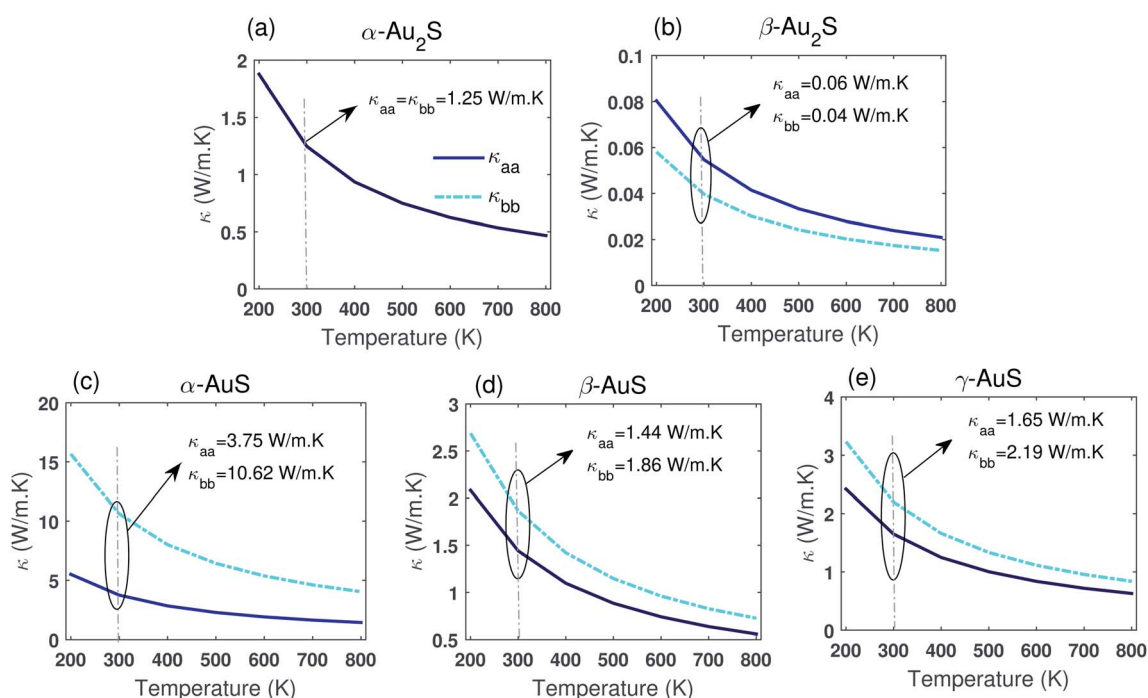 (a) α-Au₂S
κaa=κbb=1.25 W/m.K
κaa
κbb
κ (W/m.K)
2
1.5
1
0.5
0
200 300 400 500 600 700 800
Temperature (K)
(b) β-Au₂S
κaa=0.06 W/m.K
κbb=0.04 W/m.K
κ (W/m.K)
0.1
0.08
0.06
0.04
0.02
0
200 300 400 500 600 700 800
Temperature (K)
(c) α-AuS
κaa=3.75 W/m.K
κbb=10.62 W/m.K
κ (W/m.K)
20
15
10
5
0
200 300 400 500 600 700 800
Temperature (K)
(d) β-AuS
κaa=1.44 W/m.K
κbb=1.86 W/m.K
κ (W/m.K)
3
2.5
2
1.5
1
0.5
200 300 400 500 600 700 800
Temperature (K)
(e) γ-AuS
κaa=1.65 W/m.K
κbb=2.19 W/m.K
κ (W/m.K)
4
3
2
1
0
200 300 400 500 600 700 800
Temperature (K)